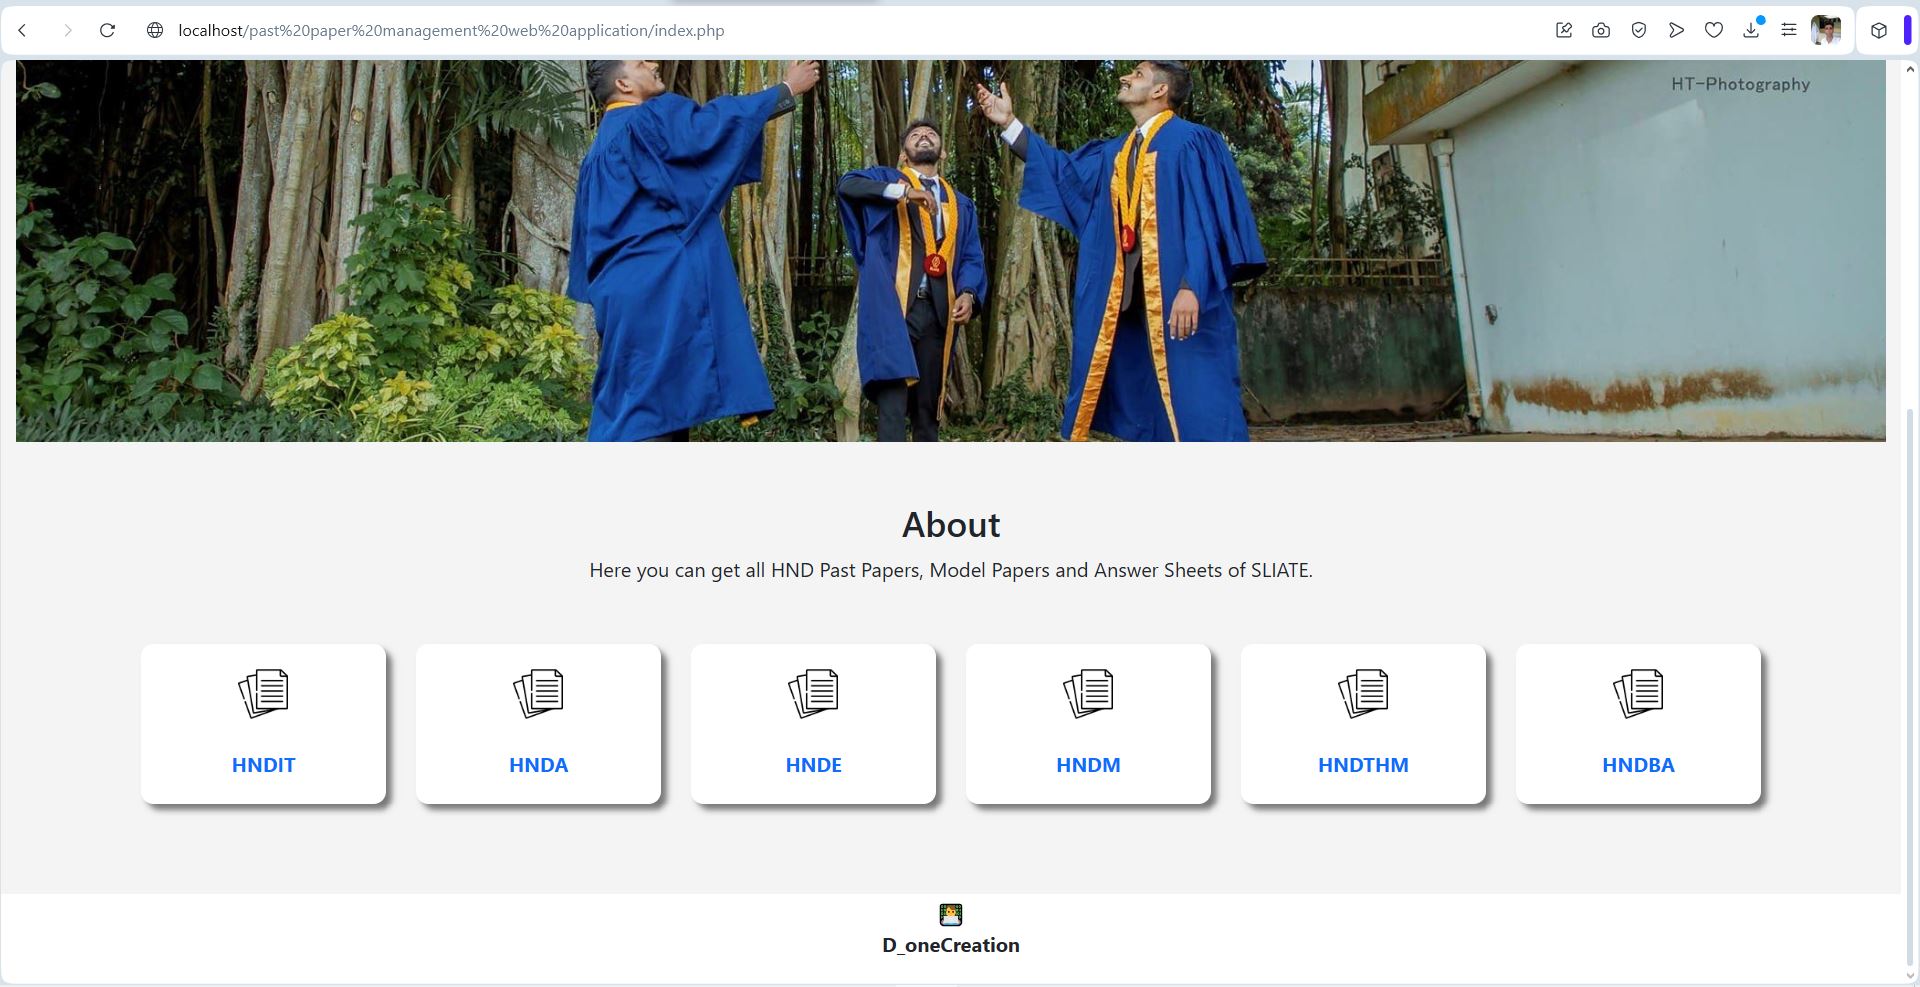 localhost/past%20paper%20management%20web%20application/index.php
HT-Photography
About
Here you can get all HND Past Papers, Model Papers and Answer Sheets of SLIATE.
HNDIT
HNDA
HNDE
HNDM
HNDTHM
HNDBA
D_oneCreation